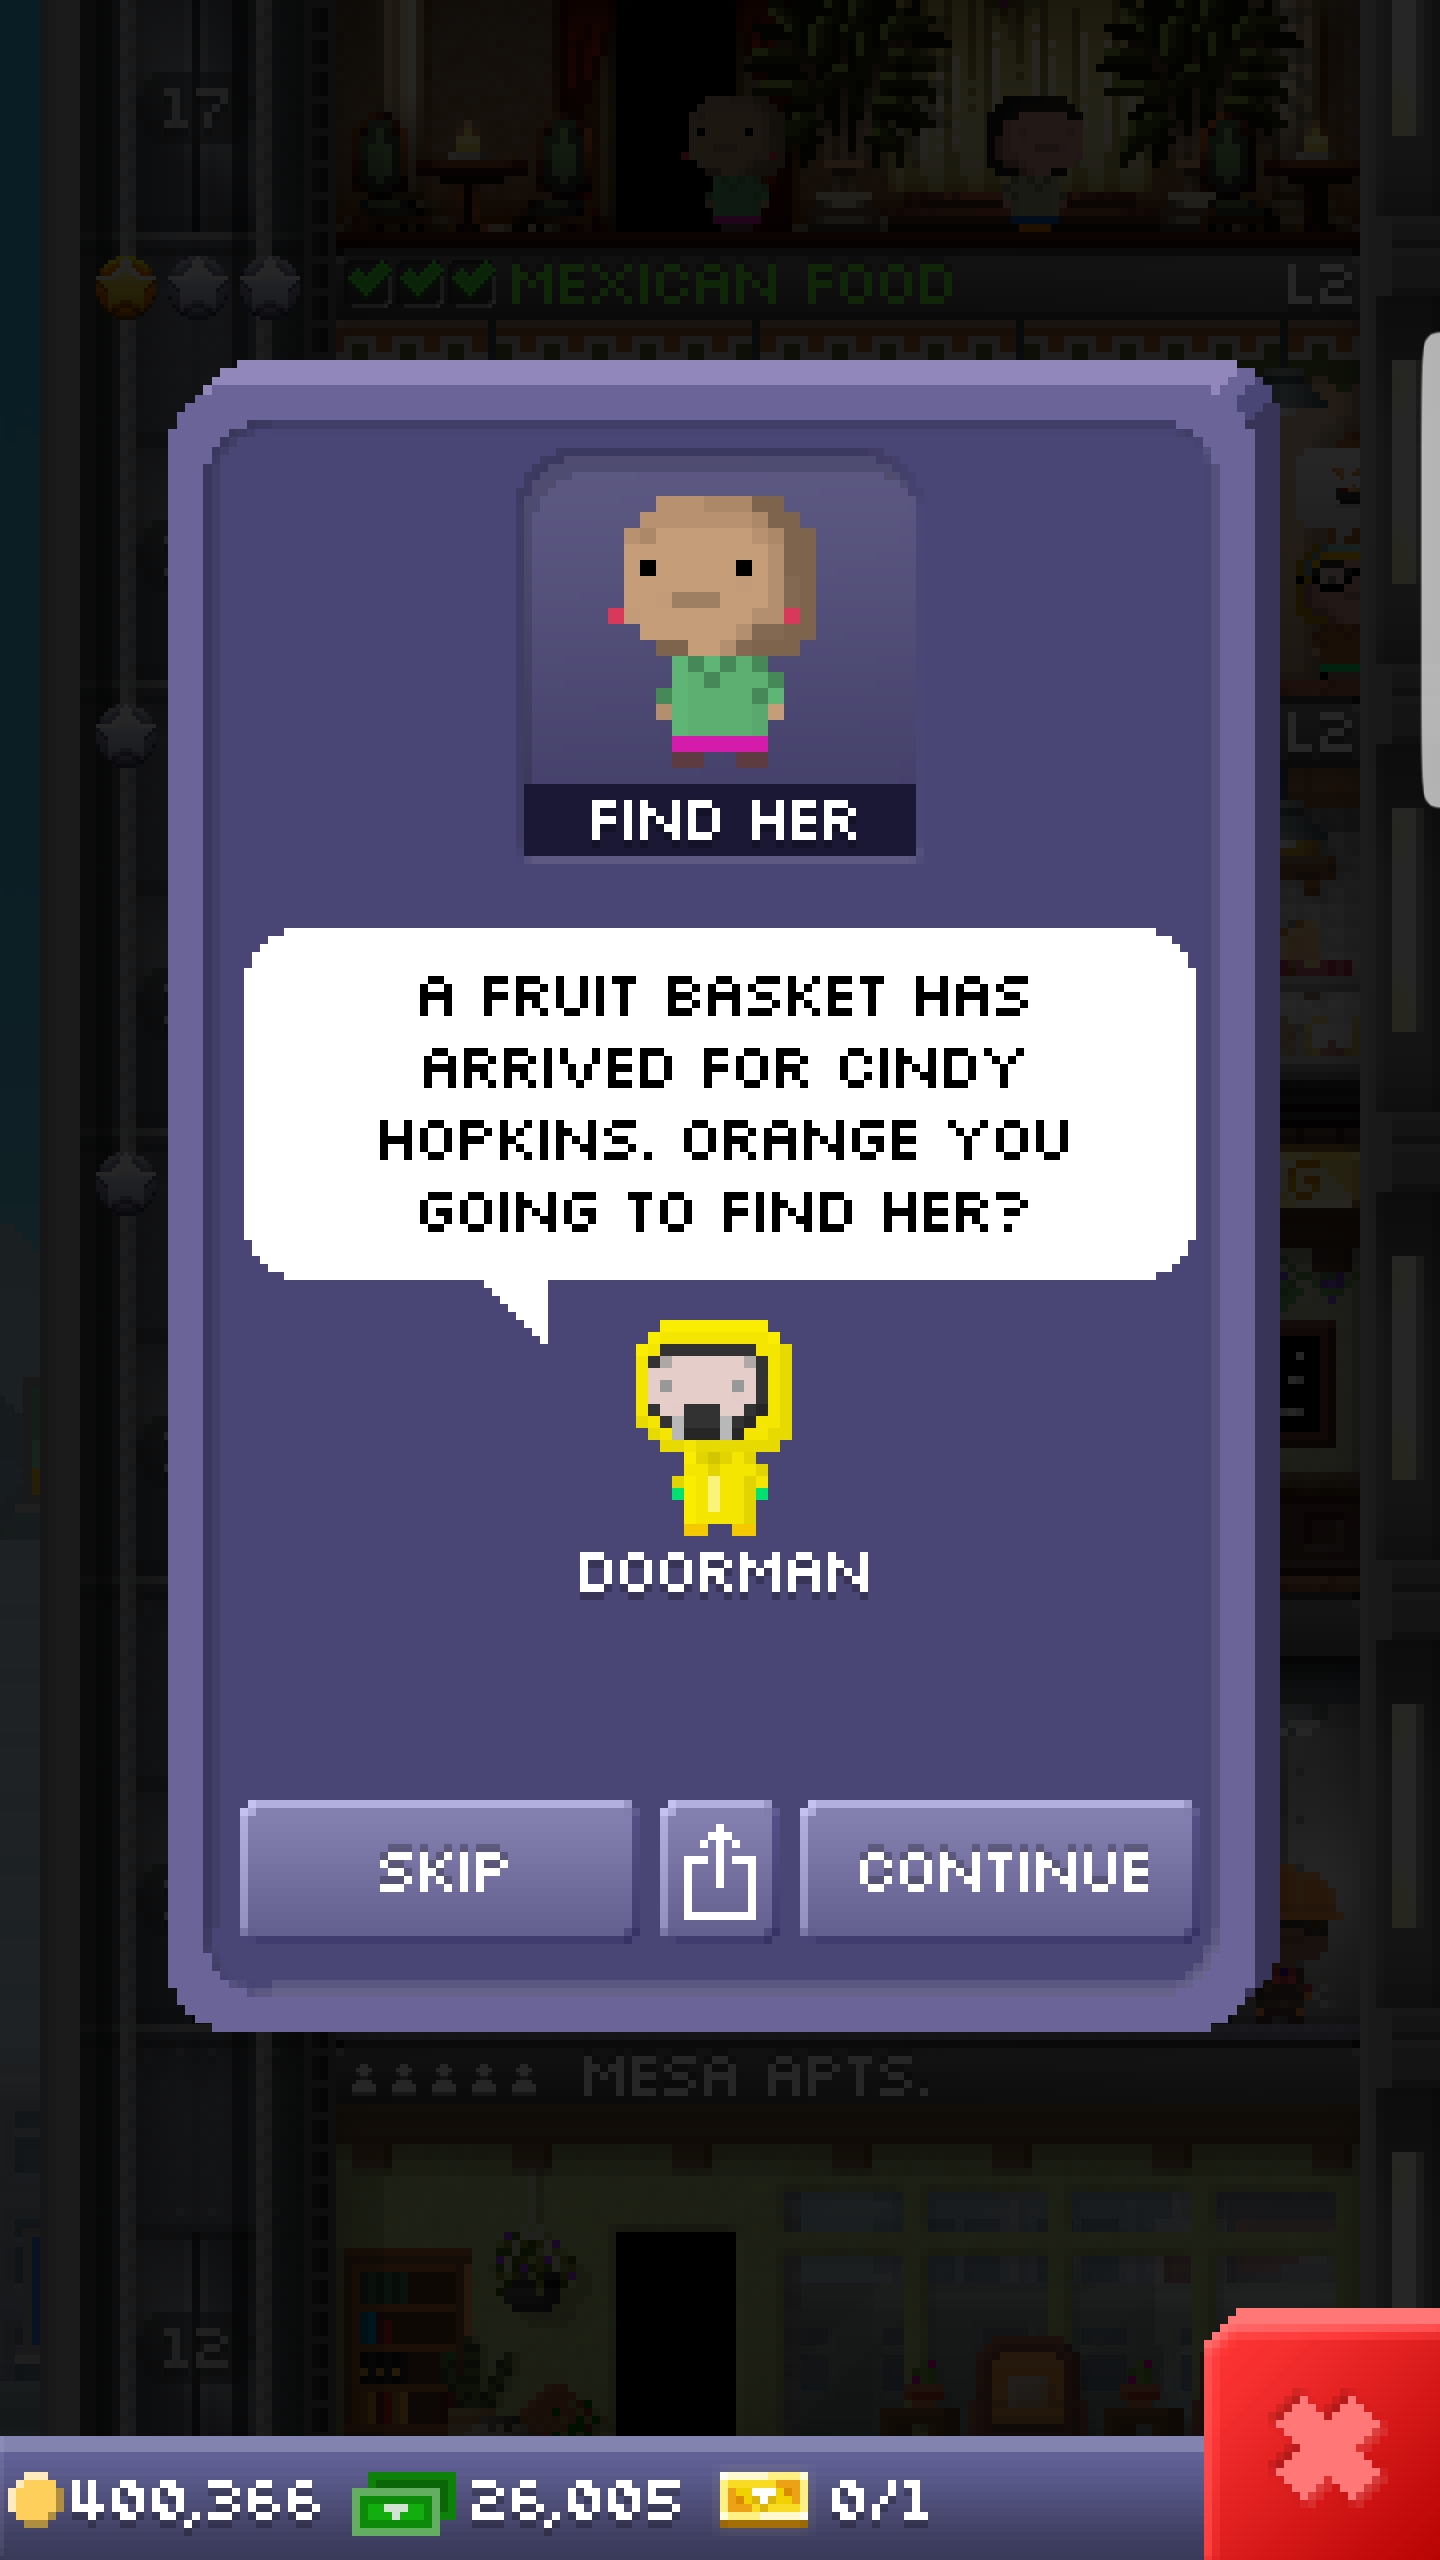 17
MEXICAN FOOD
L2
FIND HER
L2
A FRUIT BASKET HAS
ARRIVED FOR CINDY
HOPKINS. ORANGE YOU
GOING TO FIND HER?
DOORMAN
SKIP
CONTINUE
MESA APTS.
12
400,366
26,005
0/1